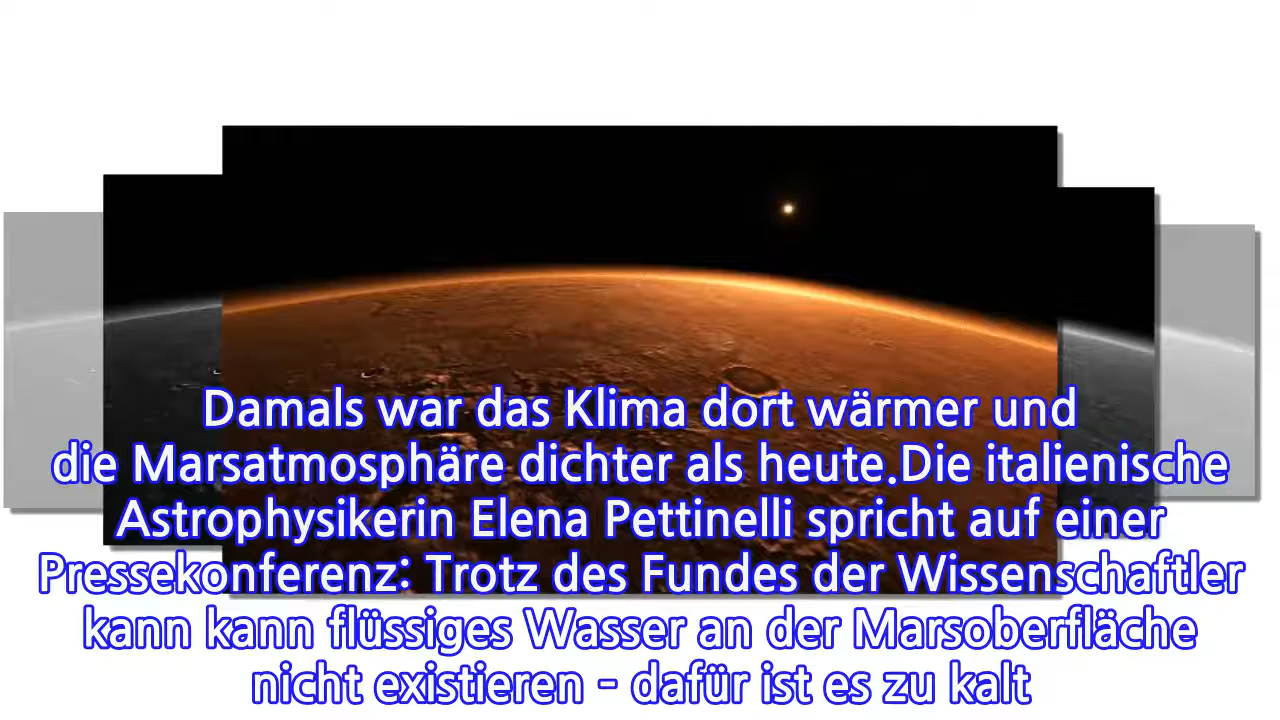 Damals war das Klima dort wärmer und
die Marsatmosphäre dichter als heute.Die italienische
Astrophysikerin Elena Pettinelli spricht auf einer
Pressekonferenz: Trotz des Fundes der Wissenschaftler
kann kann flüssiges Wasser an der Marsoberfläche
nicht existieren - dafür ist es zu kalt